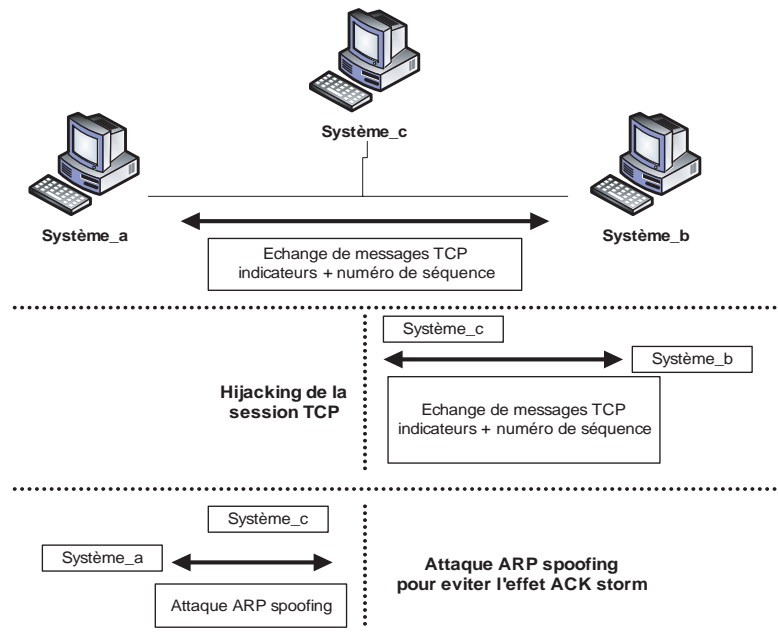 Système_c
Système_a
Système_b
Echange de messages TCP
indicateurs + numéro de séquence
Système_c
Système_b
Hijacking de la
session TCP
Echange de messages TCP
indicateurs + numéro de séquence
Système_c
Système_a
Attaque ARP spoofing
Attaque ARP spoofing
pour eviter l'effet ACK storm